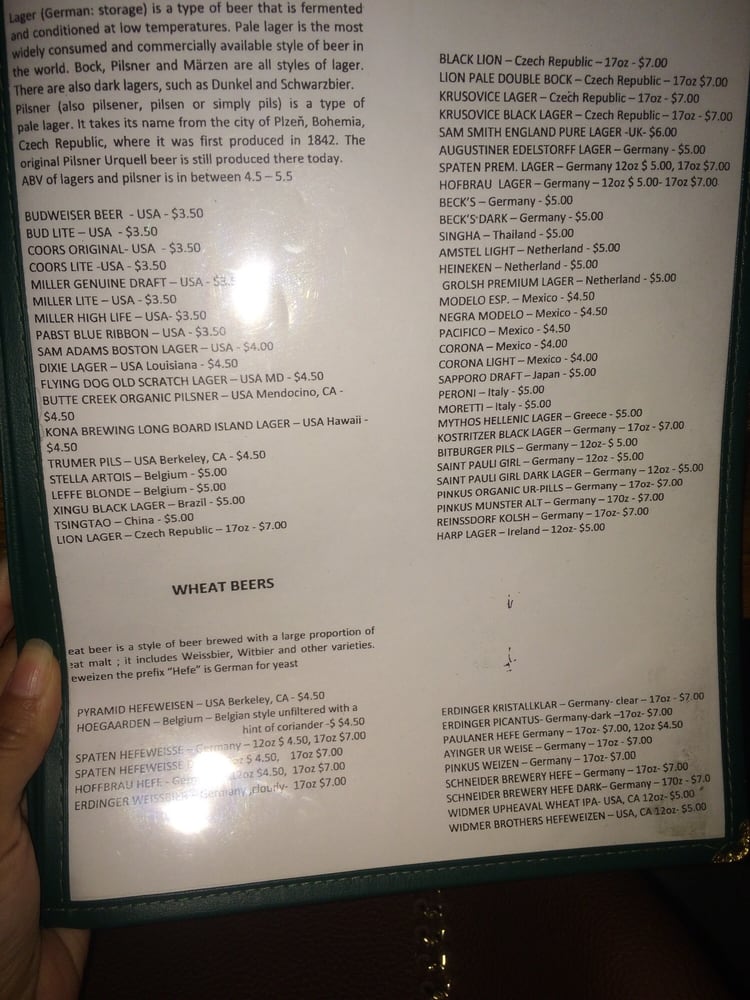 Lager (German: storage) is a type of beer that is fermented
and conditioned at low temperatures. Pale lager is the most
widely consumed and commercially available style of beer in
the world. Bock, Pilsner and Märzen are all styles of lager.
There are also dark lagers, such as Dunkel and Schwarzbier.
Pilsner (also pilsener, pilsen or simply pils) is a type of
pale lager. It takes its name from the city of Plzeň, Bohemia,
Czech Republic, where it was first produced in 1842. The
original Pilsner Urquell beer is still produced there today.
ABV of lagers and pilsner is in between 4.5 – 5.5
BUDWEISER BEER - USA - $3.50
BUD LITE – USA - $3.50
COORS ORIGINAL- USA - $3.50
COORS LITE -USA - $3.50
MILLER GENUINE DRAFT – USA - $3.5
MILLER LITE – USA - $3.50
MILLER HIGH LIFE – USA- $3.50
PABST BLUE RIBBON – USA - $3.50
SAM ADAMS BOSTON LAGER – USA - $4.00
DIXIE LAGER – USA Louisiana - $4.50
FLYING DOG OLD SCRATCH LAGER – USA MD - $4.50
BUTTE CREEK ORGANIC PILSNER – USA Mendocino, CA -
$4.50
KONA BREWING LONG BOARD ISLAND LAGER – USA Hawaii -
$4.50
TRUMER PILS – USA Berkeley, CA - $4.50
STELLA ARTOIS – Belgium - $5.00
LEFFE BLONDE – Belgium - $5.00
XINGU BLACK LAGER – Brazil - $5.00
TSINGTAO – China - $5.00
LION LAGER – Czech Republic – 17oz - $7.00
BLACK LION – Czech Republic – 17oz - $7.00
LION PALE DOUBLE BOCK – Czech Republic - 17oz $7.00
KRUSOVICE LAGER – Czech Republic – 17oz - $7.00
KRUSOVICE BLACK LAGER – Czech Republic – 17oz - $7.00
SAM SMITH ENGLAND PURE LAGER -UK- $6.00
AUGUSTINER EDELSTORFF LAGER – Germany - $5.00
SPATEN PREM. LAGER – Germany 12oz $ 5.00, 17oz $7.00
HOFBRAU LAGER – Germany – 12oz $ 5.00- 17oz $7.00
BECK'S – Germany - $5.00
BECK'S DARK – Germany - $5.00
SINGHA – Thailand - $5.00
AMSTEL LIGHT – Netherland - $5.00
HEINEKEN – Netherland - $5.00
GROLSH PREMIUM LAGER – Netherland - $5.00
MODELO ESP. – Mexico - $4.50
NEGRA MODELO – Mexico - $4.50
PACIFICO – Mexico - $4.50
CORONA – Mexico - $4.00
CORONA LIGHT – Mexico - $4.00
SAPPORO DRAFT – Japan - $5.00
PERONI – Italy - $5.00
MORETTI – Italy - $5.00
MYTHOS HELLENIC LAGER – Greece - $5.00
KOSTRITZER BLACK LAGER – Germany – 17oz - $7.00
BITBURGER PILS – Germany – 12oz- $ 5.00
SAINT PAULI GIRL – Germany – 12oz - $5.00
SAINT PAULI GIRL DARK LAGER – Germany – 12oz - $5.00
PINKUS ORGANIC UR-PILLS – Germany – 17oz- $7.00
PINKUS MUNSTER ALT – Germany – 17oz - $7.00
REINSSDORF KOLSH – Germany – 17oz- $7.00
HARP LAGER – Ireland – 12oz- $5.00
WHEAT BEERS
eat beer is a style of beer brewed with a large proportion of
eat malt ; it includes Weissbier, Witbier and other varieties.
eweizen the prefix "Hefe" is German for yeast
PYRAMID HEFEWEISEN – USA Berkeley, CA - $4.50
HOEGAARDEN – Belgium – Belgian style unfiltered with a
hint of coriander -$ $4.50
SPATEN HEFEWEISSE – Germany – 12oz $ 4.50, 17oz $7.00
SPATEN HEFEWEISSE $ 4.50, 17oz $7.00
HOFFBRAU HEFE - 12oz $4.50, 17oz $7.00
ERDINGER WEISSBIER – Germany ,cloudy- 17oz $7.00
ERDINGER KRISTALLKLAR – Germany- clear – 17oz - $7.00
ERDINGER PICANTUS- Germany-dark –17oz- $7.00
PAULANER HEFE Germany – 17oz- $7.00, 12oz $4.50
AYINGER UR WEISE – Germany – 17oz - $7.00
PINKUS WEIZEN – Germany – 17oz- $7.00
SCHNEIDER BREWERY HEFE – Germany – 17oz- $7.00
SCHNEIDER BREWERY HEFE DARK– Germany – 17oz - $7.0
WIDMER UPHEAVAL WHEAT IPA- USA, CA 12oz- $5.00
WIDMER BROTHERS HEFEWEIZEN – USA, CA 12oz- $5.00